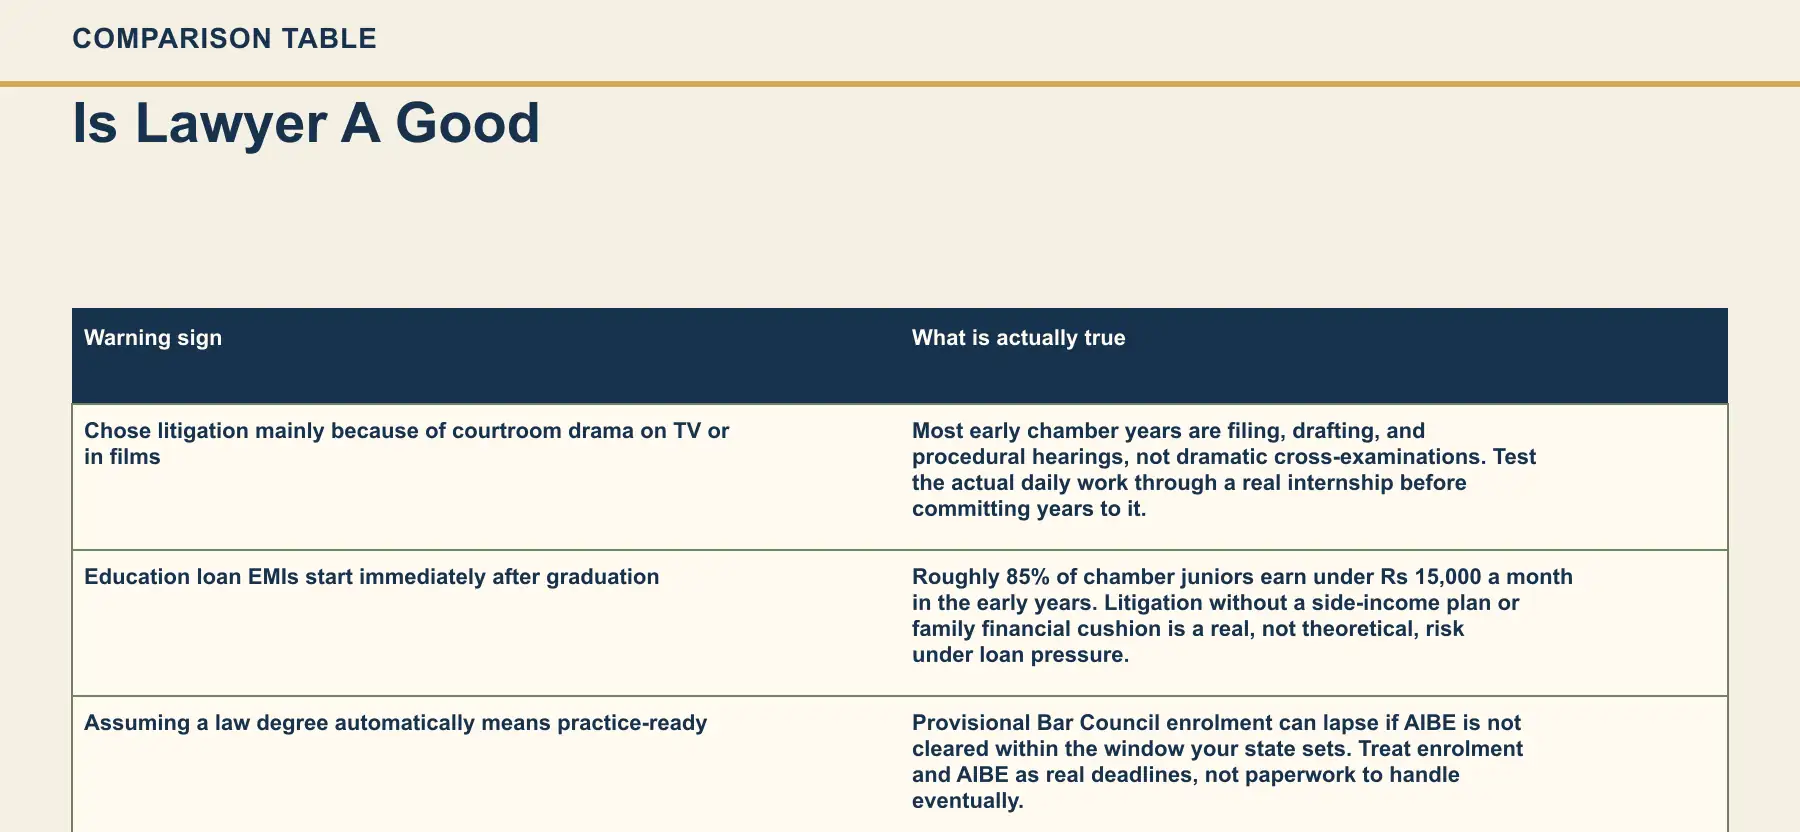 COMPARISON TABLE
Is Lawyer A Good
Warning sign
What is actually true
Chose litigation mainly because of courtroom drama on TV or
in films
Most early chamber years are filing, drafting, and
procedural hearings, not dramatic cross-examinations. Test
the actual daily work through a real internship before
committing years to it.
Education loan EMIs start immediately after graduation
Roughly 85% of chamber juniors earn under Rs 15,000 a month
in the early years. Litigation without a side-income plan or
family financial cushion is a real, not theoretical, risk
under loan pressure.
Assuming a law degree automatically means practice-ready
Provisional Bar Council enrolment can lapse if AIBE is not
cleared within the window your state sets. Treat enrolment
and AIBE as real deadlines, not paperwork to handle
eventually.